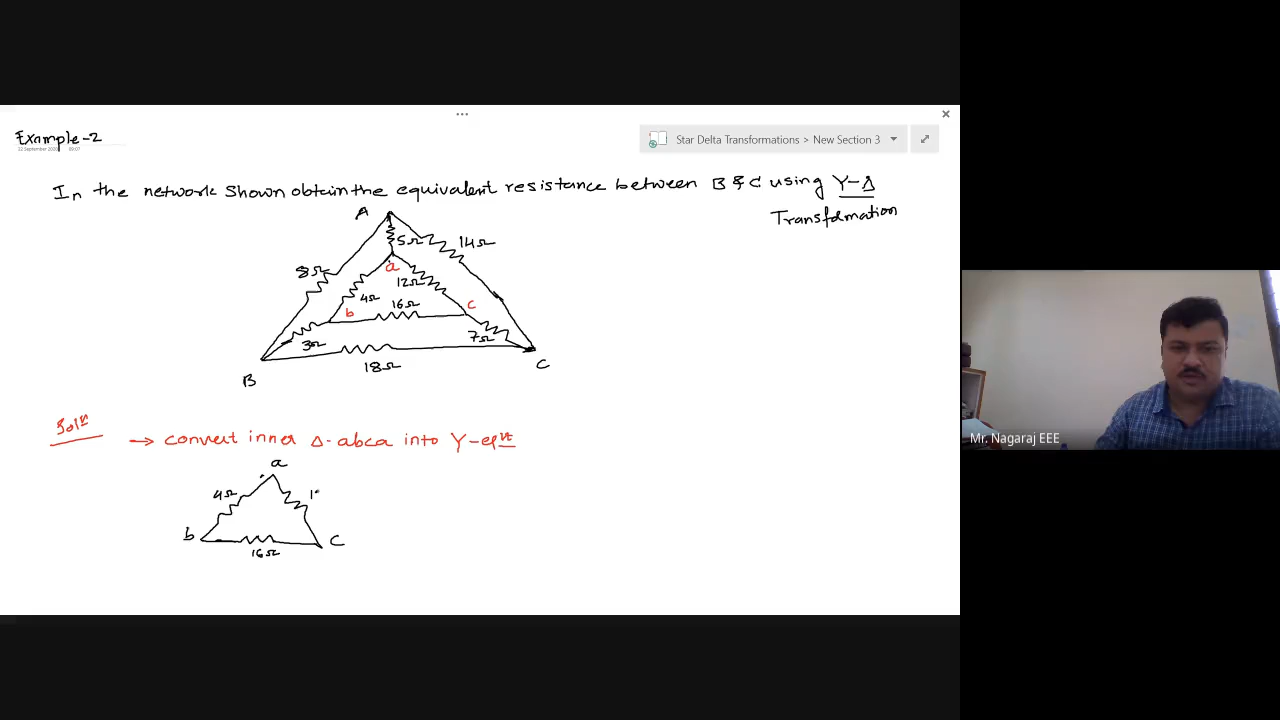 Example-2
Star Delta Transformations > New Section 3
In the network shown obtain the equivalent resistance between B & C using Y-Δ
Transformation
A
5Ω
14Ω
8Ω
a
12Ω
4Ω
16Ω
b
c
3Ω
7Ω
18Ω
B
C
Solⁿ
→ convert inner Δ-abca into Y-eqvt
a
4Ω
1
b
C
16Ω
Mr. Nagaraj EEE